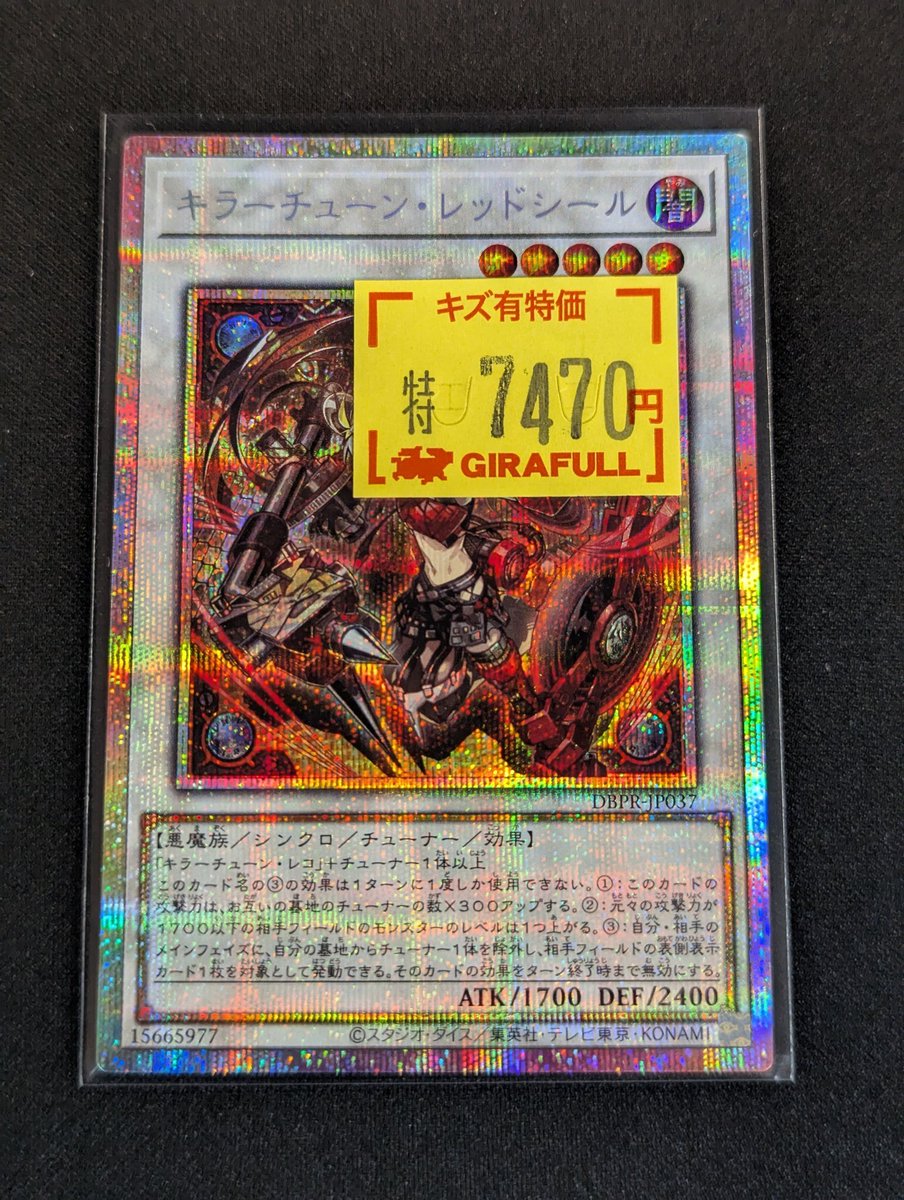 キラーチューン・レッドシール
闇
キズ有特価
特 7470円
GIRAFULL
DBPR-JP037
【悪魔族/シンクロ/チューナー/効果】
「キラーチューン・レコ」+チューナー1体以上
このカード名の③の効果は1ターンに1度しか使用できない。①:このカードの
攻撃力は、お互いの墓地のチューナーの数×300アップする。②:元々の攻撃力が
1700以下の相手フィールドのモンスターのレベルは1つ上がる。③:自分・相手の
メインフェイズに、自分の墓地からチューナー1体を除外し、相手フィールドの表側表示
カード1枚を対象として発動できる。そのカードの効果をターン終了時まで無効にする。
ATK/1700 DEF/2400
15665977
©スタジオ・ダイス/集英社・テレビ東京・KONAMI